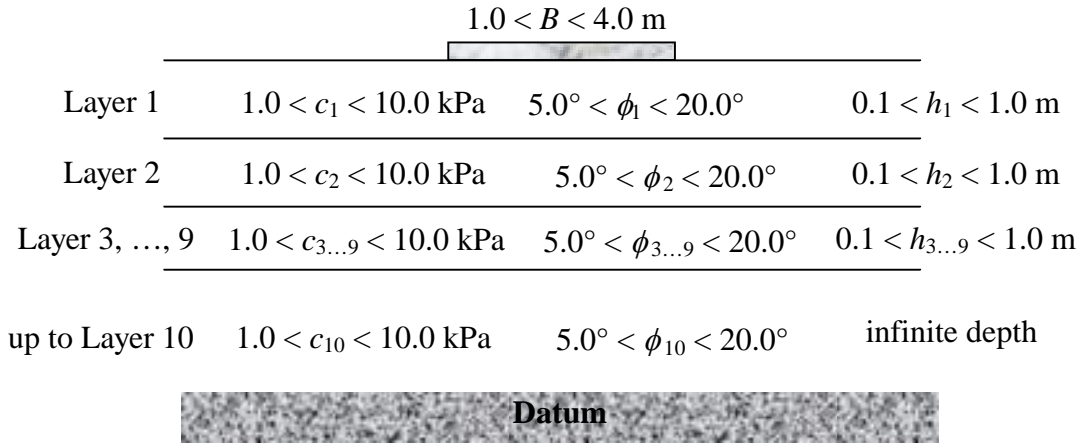 1.0 < B < 4.0 m
Layer 1 1.0 < c₁ < 10.0 kPa 5.0° < ϕ₁ < 20.0° 0.1 < h₁ < 1.0 m
Layer 2 1.0 < c₂ < 10.0 kPa 5.0° < ϕ₂ < 20.0° 0.1 < h₂ < 1.0 m
Layer 3, …, 9 1.0 < c₃…₉ < 10.0 kPa 5.0° < ϕ₃…₉ < 20.0° 0.1 < h₃…₉ < 1.0 m
up to Layer 10 1.0 < c₁₀ < 10.0 kPa 5.0° < ϕ₁₀ < 20.0° infinite depth
Datum